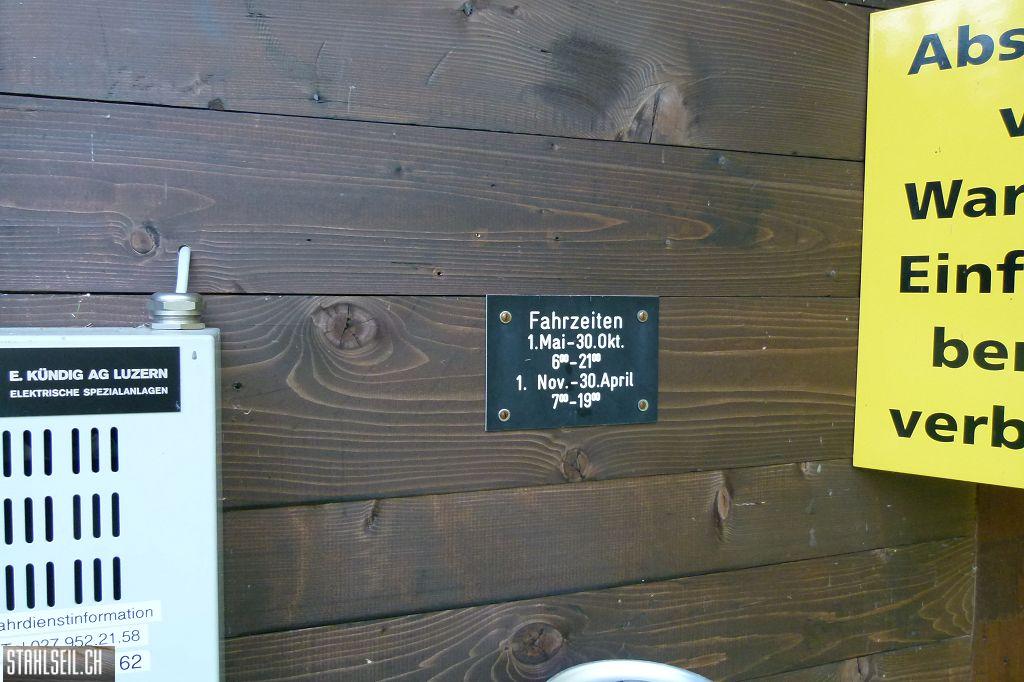 E. KÜNDIG AG LUZERN
ELEKTRISCHE SPEZIALANLAGEN
ahrdienstinformation
027 952.21.58
62
STAHLSEIL.CH
Fahrzeiten
1.Mai-30.Okt.
6⁰⁰-21⁰⁰
1. Nov.-30.April
7⁰⁰-19⁰⁰
Abs
v
War
Einf
ber
verb